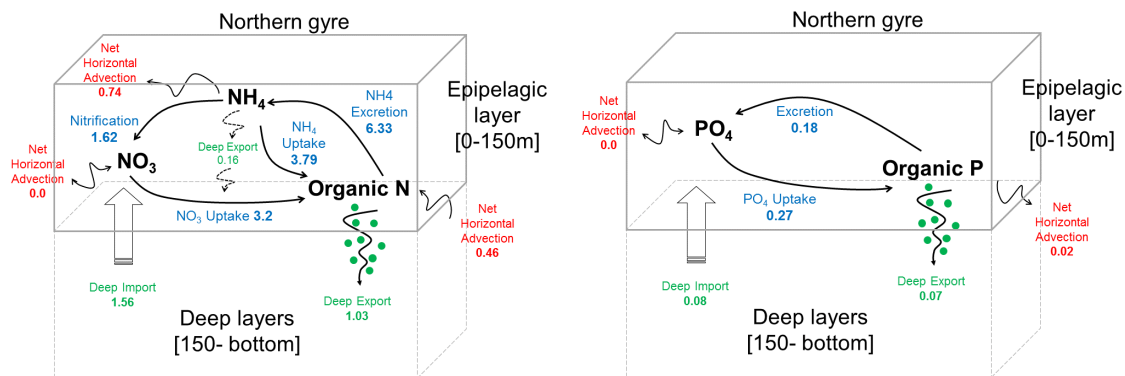 Northern gyre
Net
Horizontal
Advection
0.74
NH4
Nitrification
1.62
NH4
Excretion
6.33
Epipelagic
layer
[0-150m]
NH4
Uptake
3.79
Deep Export
0.16
Net
Horizontal
Advection
0.0
NO3
Organic N
NO3 Uptake 3.2
Net
Horizontal
Advection
0.46
Deep Import
1.56
Deep Export
1.03
Deep layers
[150- bottom]
Northern gyre
Net
Horizontal
Advection
0.0
PO4
Excretion
0.18
Epipelagic
layer
[0-150m]
Organic P
PO4 Uptake
0.27
Net
Horizontal
Advection
0.02
Deep Import
0.08
Deep Export
0.07
Deep layers
[150- bottom]